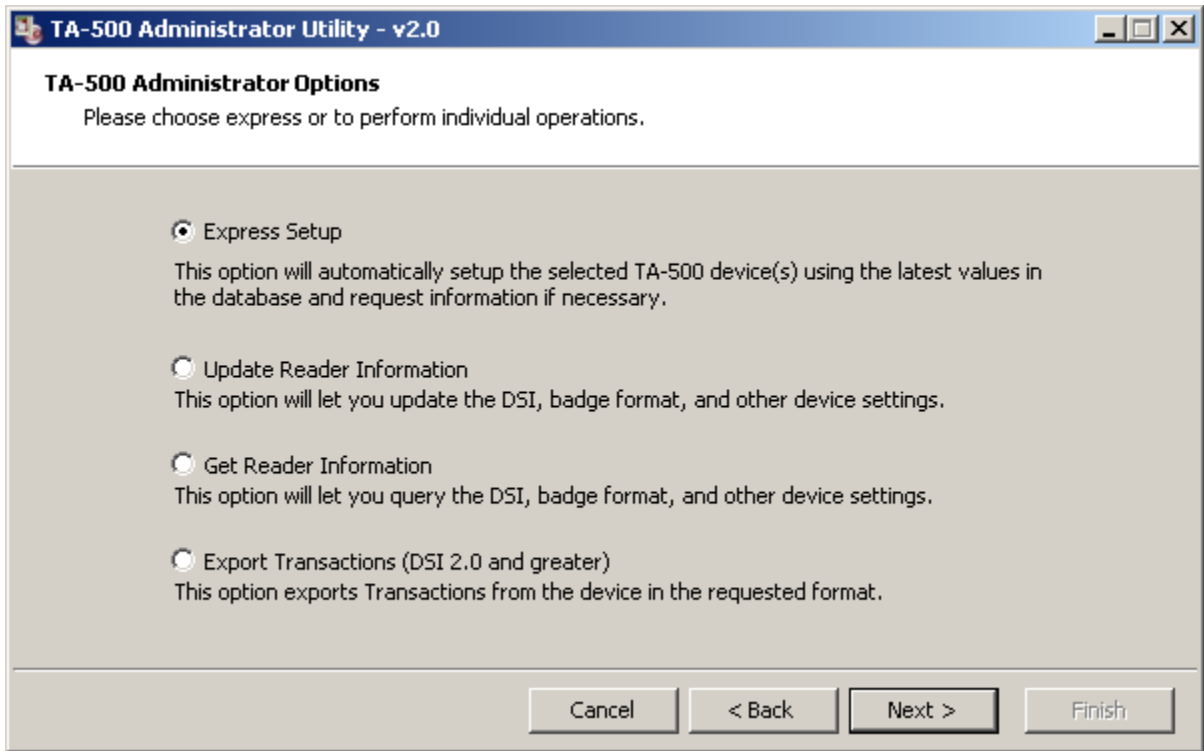 TA-500 Administrator Utility - v2.0
TA-500 Administrator Options
Please choose express or to perform individual operations.
Express Setup
This option will automatically setup the selected TA-500 device(s) using the latest values in
the database and request information if necessary.
Update Reader Information
This option will let you update the DSI, badge format, and other device settings.
Get Reader Information
This option will let you query the DSI, badge format, and other device settings.
Export Transactions (DSI 2.0 and greater)
This option exports Transactions from the device in the requested format.
Cancel < Back Next > Finish